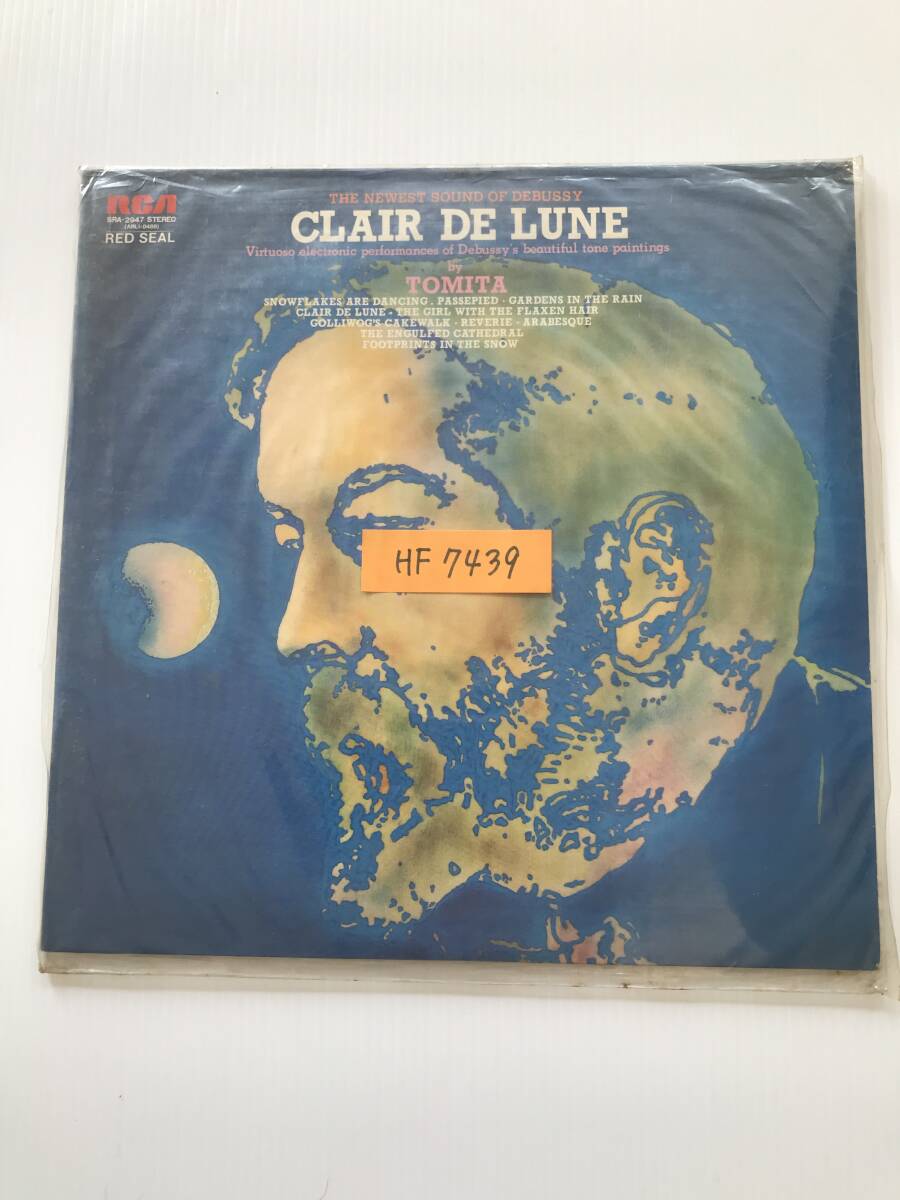 THE NEWEST SOUND OF DEBUSSY
RCA
SRA-2947 STEREO
(ARL1-0488)
RED SEAL
CLAIR DE LUNE
Virtuoso electronic performances of Debussy's beautiful tone paintings
by
TOMITA
SNOWFLAKES ARE DANCING . PASSEPIED · GARDENS IN THE RAIN
CLAIR DE LUNE · THE GIRL WITH THE FLAXEN HAIR
GOLLIWOG'S CAKEWALK · REVERIE · ARABESQUE
THE ENGULFED CATHEDRAL
FOOTPRINTS IN THE SNOW
HF 7439